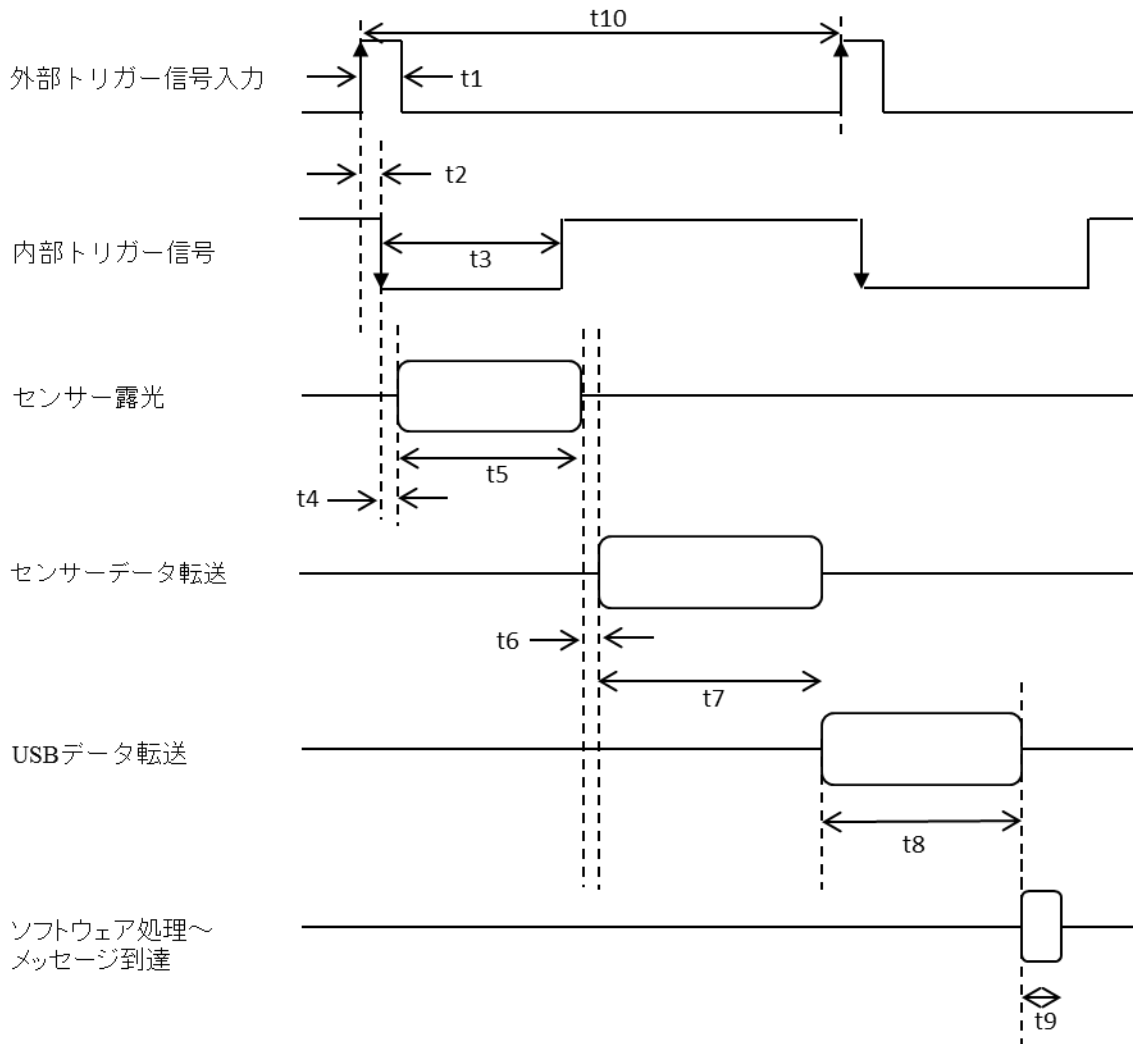 t10
外部トリガー信号入力
t1
t2
内部トリガー信号
t3
センサー露光
t5
t4
センサーデータ転送
t6
t7
USBデータ転送
t8
ソフトウェア処理～
メッセージ到達
t9